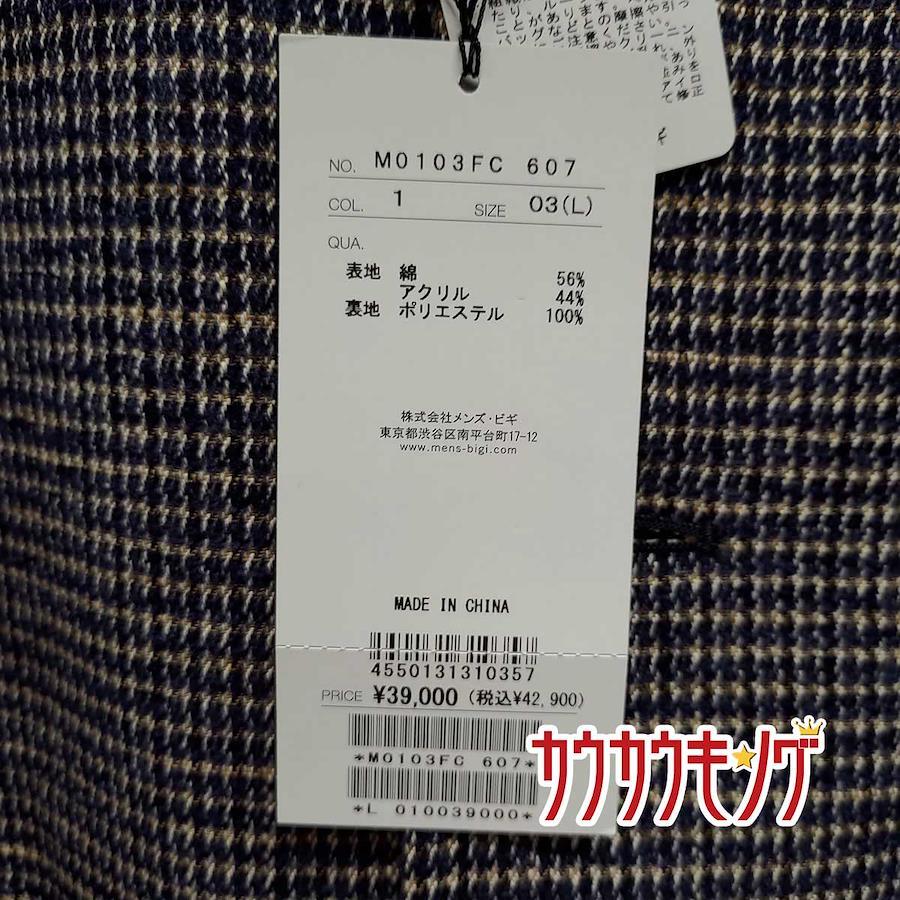 NO. M0103FC 607
COL. 1 SIZE 03(L)
QUA.
表地 綿 56%
アクリル 44%
裏地 ポリエステル 100%
株式会社メンズ・ビギ
東京都渋谷区南平台町17-12
www.mens-bigi.com
MADE IN CHINA
4550131310357
PRICE ¥39,000 (税込¥42,900)
*M0103FC 607*
*L 010039000*
カウカウキング